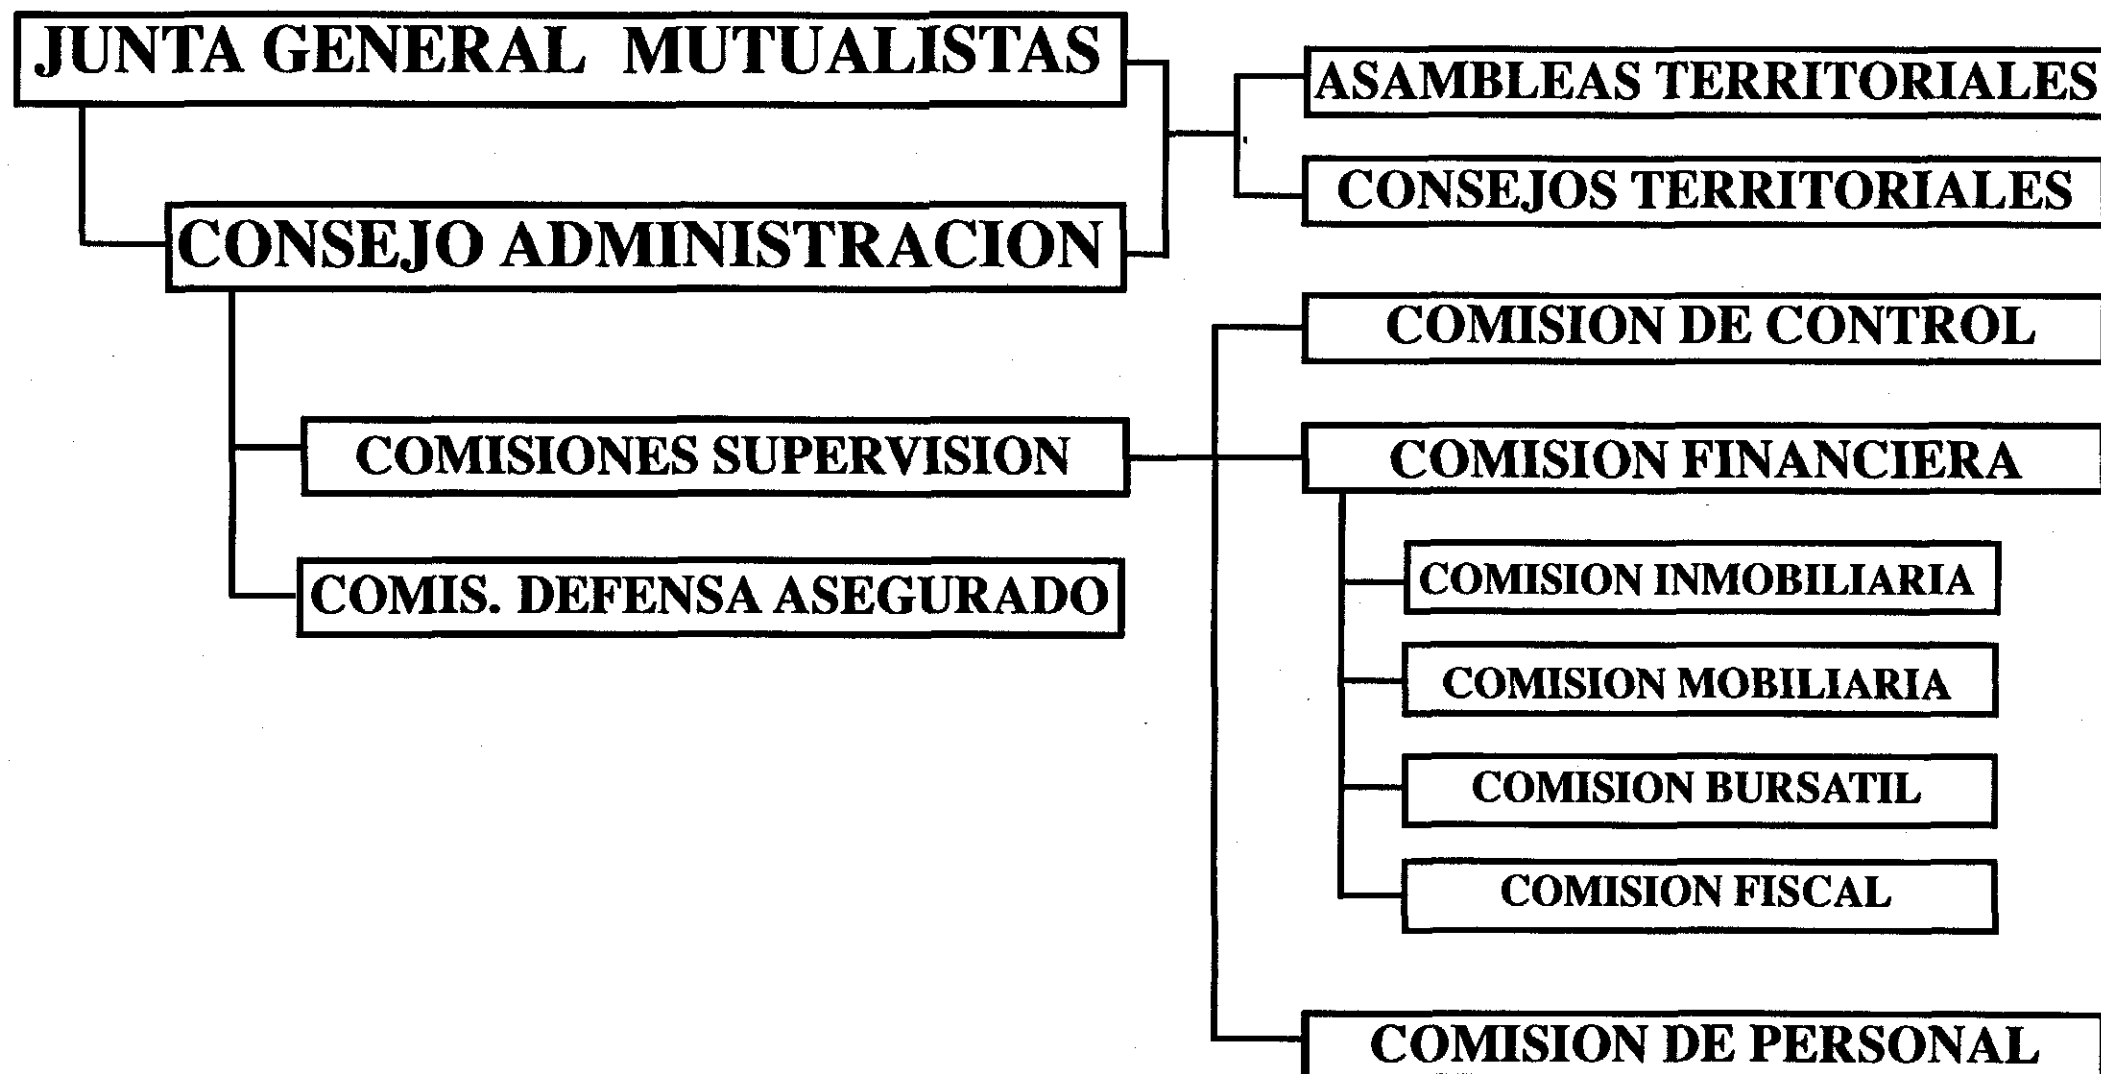 JUNTA GENERAL MUTUALISTAS
ASAMBLEAS TERRITORIALES
CONSEJOS TERRITORIALES
CONSEJO ADMINISTRACION
COMISION DE CONTROL
COMISIONES SUPERVISION
COMISION FINANCIERA
COMISION INMOBILIARIA
COMIS. DEFENSA ASEGURADO
COMISION MOBILIARIA
COMISION BURSATIL
COMISION FISCAL
COMISION DE PERSONAL